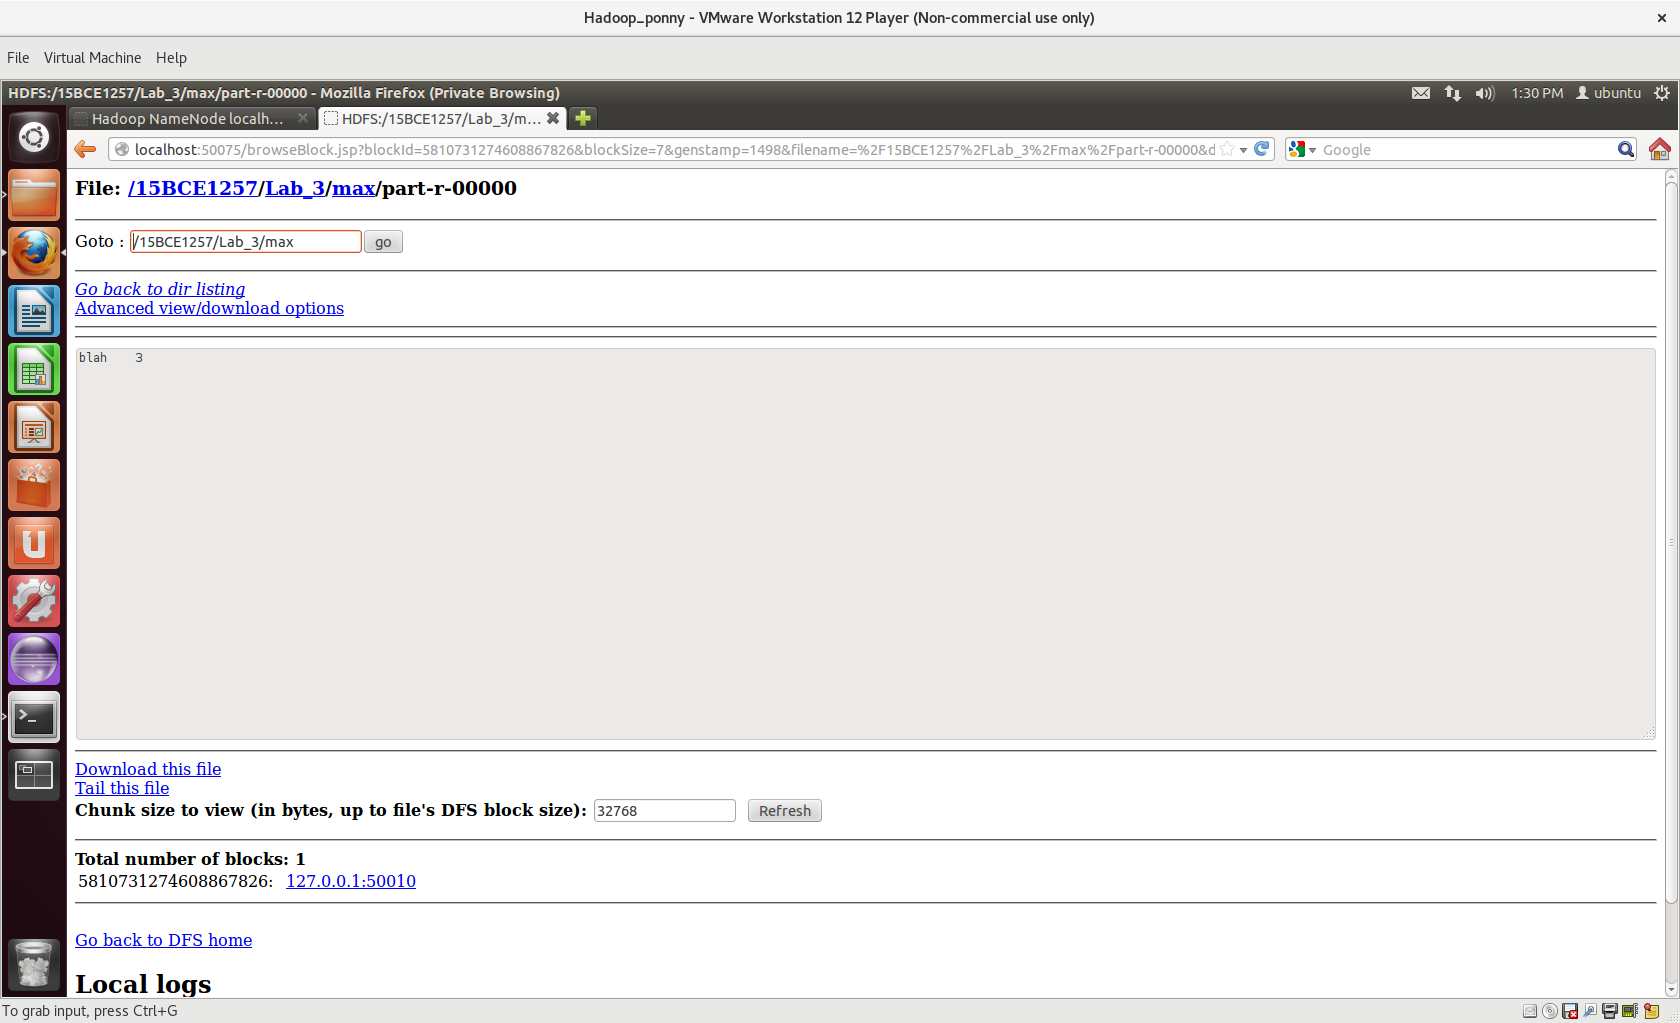 Hadoop_ponny - VMware Workstation 12 Player (Non-commercial use only)
File Virtual Machine Help
HDFS:/15BCE1257/Lab_3/max/part-r-00000 - Mozilla Firefox (Private Browsing)
1:30 PM ubuntu
Hadoop NameNode localh...
HDFS:/15BCE1257/Lab_3/m...
localhost:50075/browseBlock.jsp?blockId=5810731274608867826&blockSize=7&genstamp=1498&filename=%2F15BCE1257%2FLab_3%2Fmax%2Fpart-r-00000&d
Google
File: /15BCE1257/Lab_3/max/part-r-00000
Goto : /15BCE1257/Lab_3/max go
Go back to dir listing
Advanced view/download options
blah 3
Download this file
Tail this file
Chunk size to view (in bytes, up to file's DFS block size): 32768 Refresh
Total number of blocks: 1
5810731274608867826: 127.0.0.1:50010
Go back to DFS home
Local logs
To grab input, press Ctrl+G